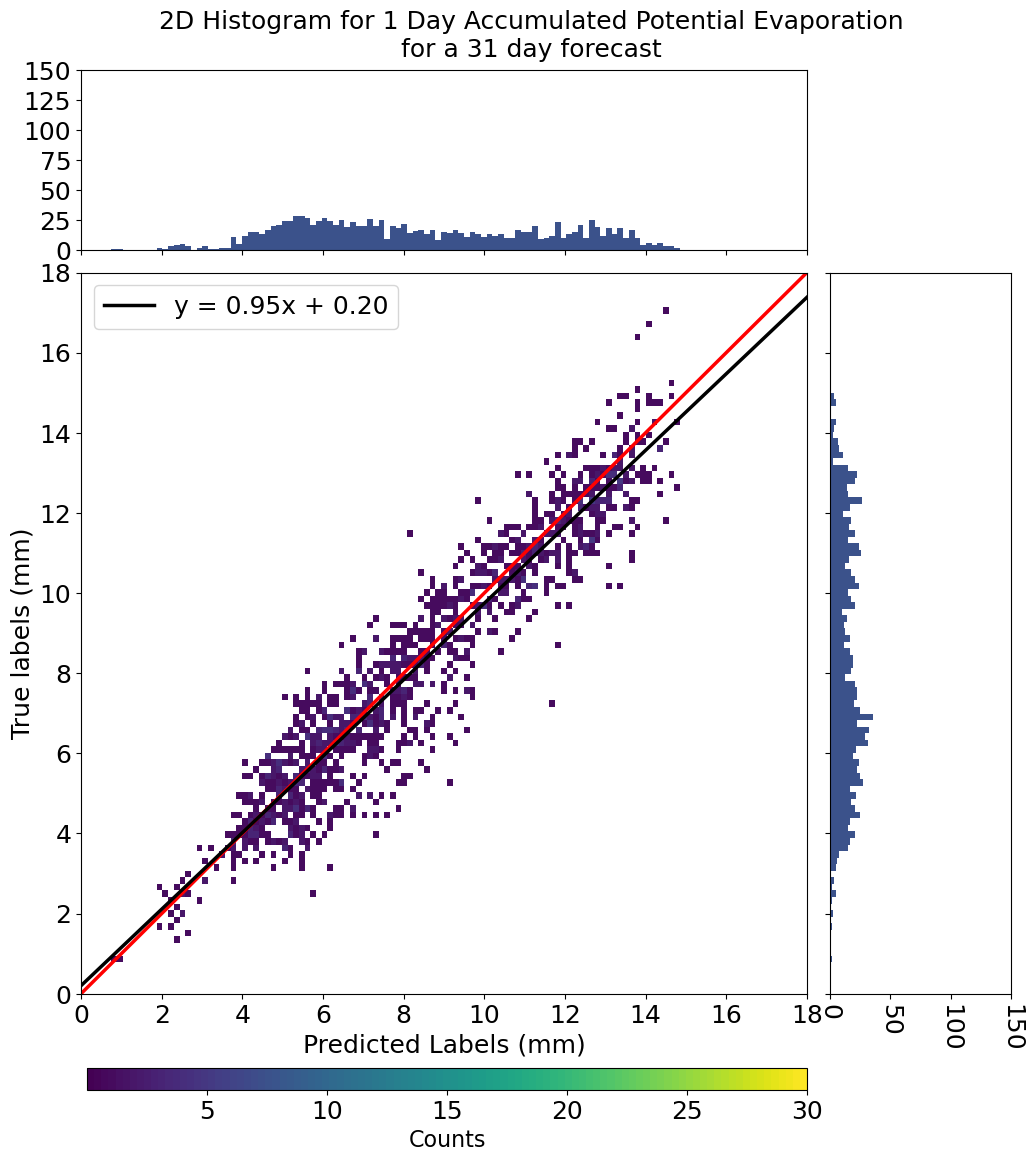 2D Histogram for 1 Day Accumulated Potential Evaporation
for a 31 day forecast
150
125
100
75
50
25
0
18
16
14
12
10
8
6
4
2
0
True labels (mm)
y = 0.95x + 0.20
0 2 4 6 8 10 12 14 16 18
Predicted Labels (mm)
0 50 100 150
5 10 15 20 25 30
Counts